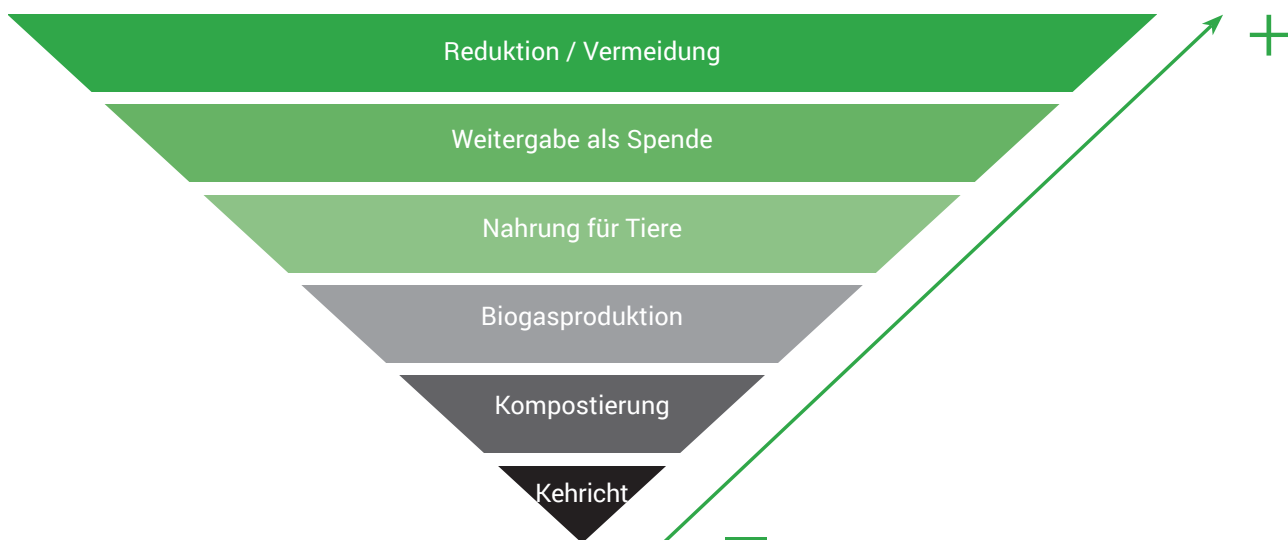 Reduktion / Vermeidung
+
Weitergabe als Spende
Nahrung für Tiere
Biogasproduktion
Kompostierung
Kehricht